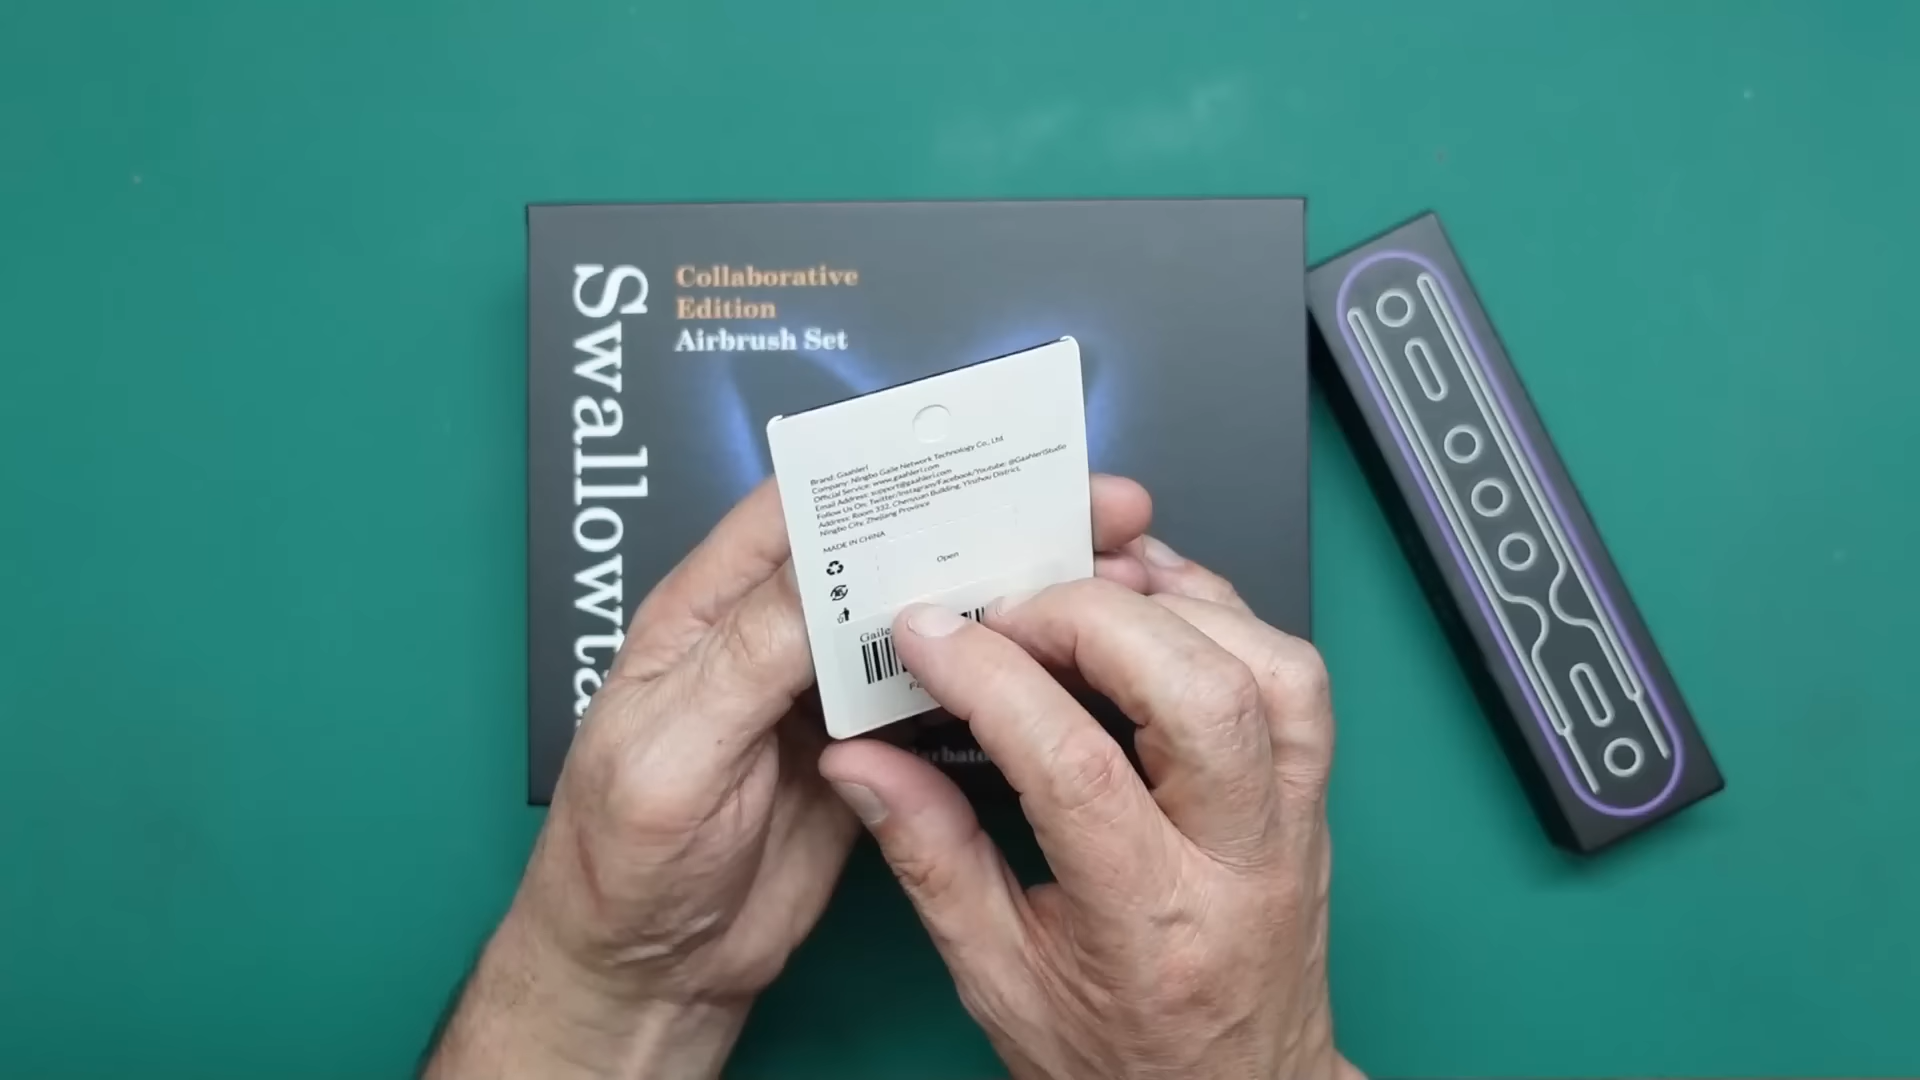 Swallowta
Collaborative
Edition
Airbrush Set
Brand: Gaahleri
Company: Ningbo Gaile Network Technology Co., Ltd
Official Service: www.gaahleri.com
Email Address: support@gaahleri.com
Follow Us On: Twitter/Instagram/Facebook/Youtube: @GaahleriStudio
Address: Room 332, Chenyuan Building, Yinzhou District,
Ningbo City, Zhejiang Province
MADE IN CHINA
Open
Gaile